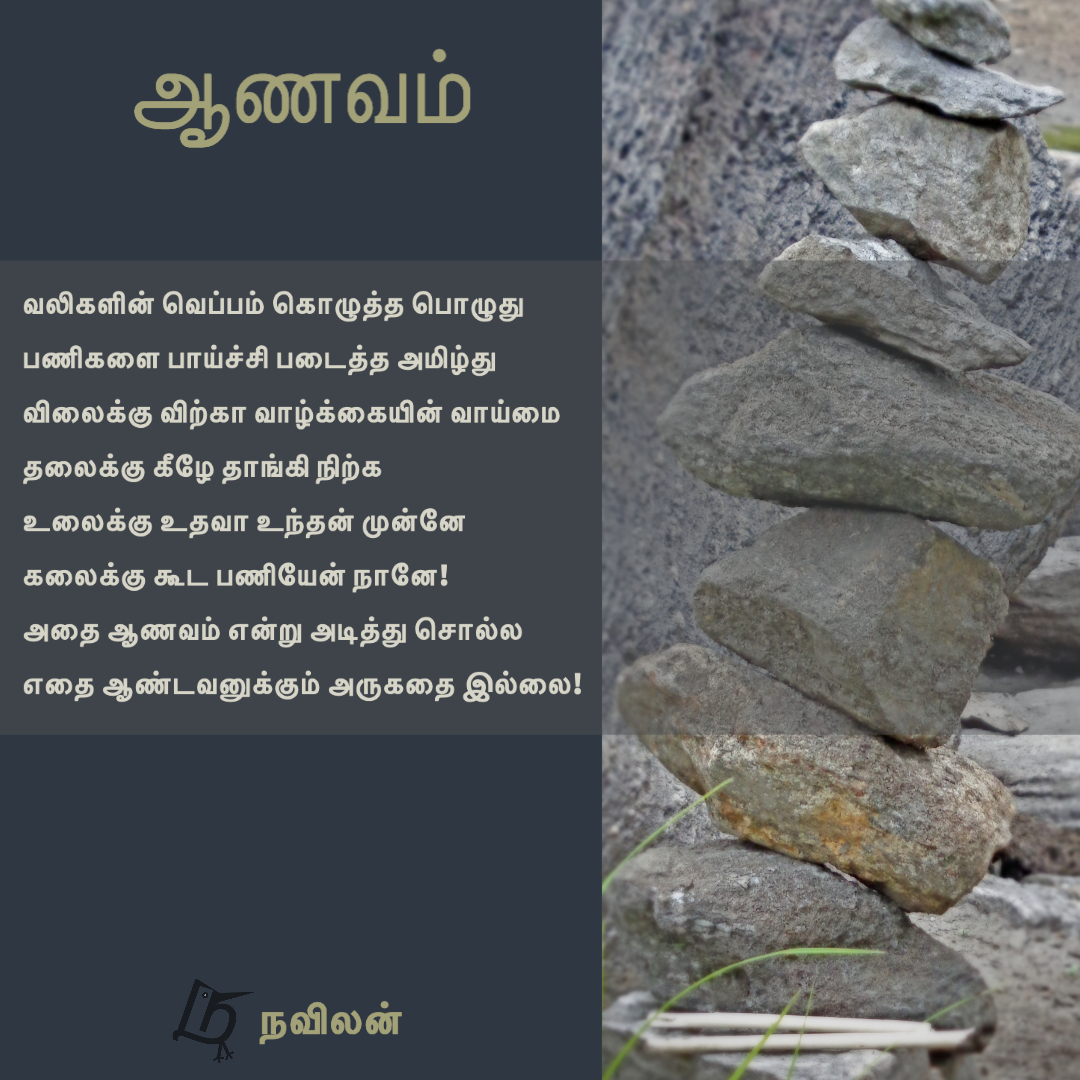 ஆணவம்
வலிகளின் வெப்பம் கொழுத்த பொழுது
பணிகளை பாய்ச்சி படைத்த அமிழ்து
விலைக்கு விற்கா வாழ்க்கையின் வாய்மை
தலைக்கு கீழே தாங்கி நிற்க
உலைக்கு உதவா உந்தன் முன்னே
கலைக்கு கூட பணியேன் நானே!
அதை ஆணவம் என்று அடித்து சொல்ல
எதை ஆண்டவனுக்கும் அருகதை இல்லை!
நவிலன்